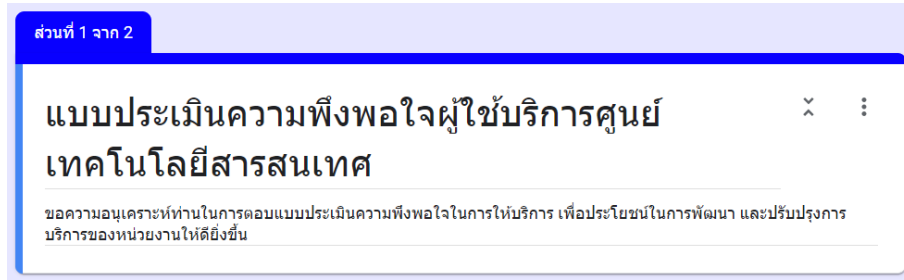 ส่วนที่ 1 จาก 2
แบบประเมินความพึงพอใจผู้ใช้บริการศูนย์
เทคโนโลยีสารสนเทศ
ขอความอนุเคราะห์ท่านในการตอบแบบประเมินความพึงพอใจในการให้บริการ เพื่อประโยชน์ในการพัฒนา และปรับปรุงการ
บริการของหน่วยงานให้ดียิ่งขึ้น